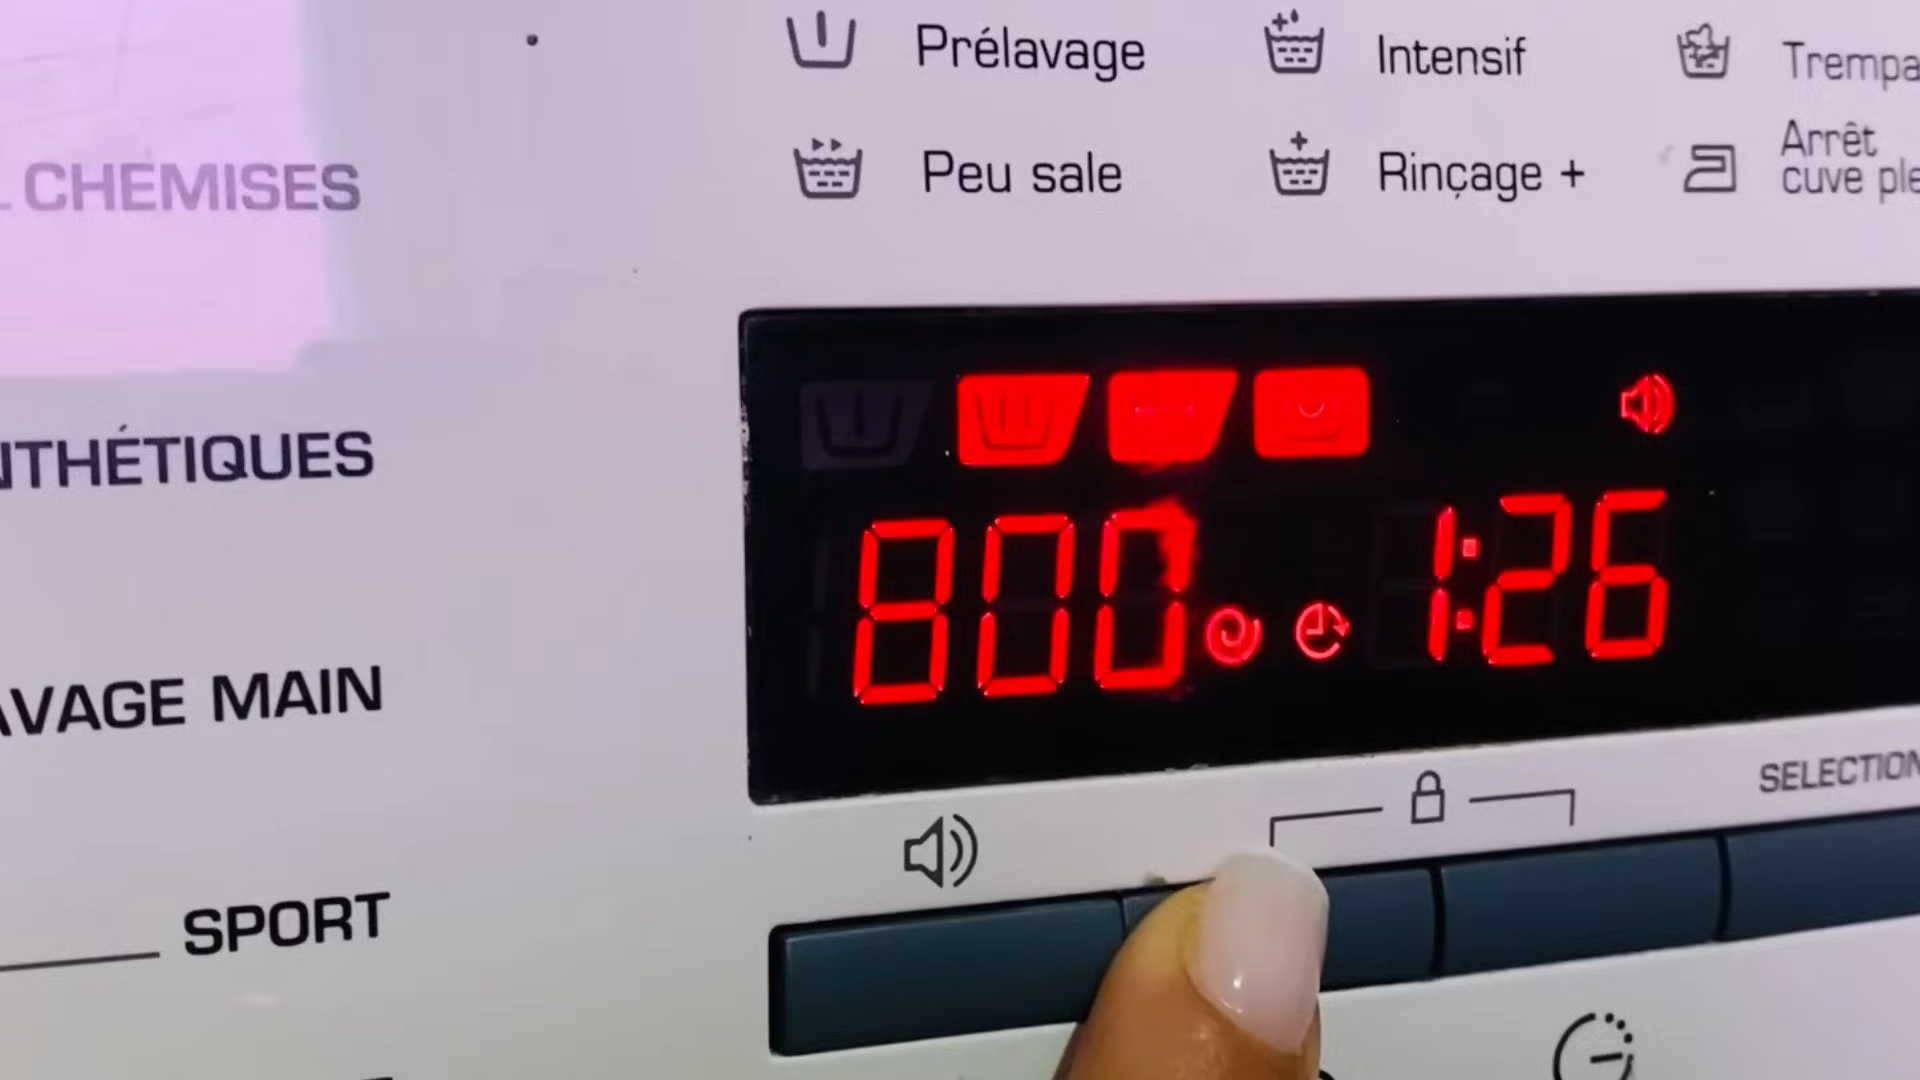 Prélavage
Intensif
Trempa
Peu sale
Rinçage +
Arrêt
cuve ple
CHEMISES
NTHÉTIQUES
AVAGE MAIN
SPORT
800
1:26
SELECTION